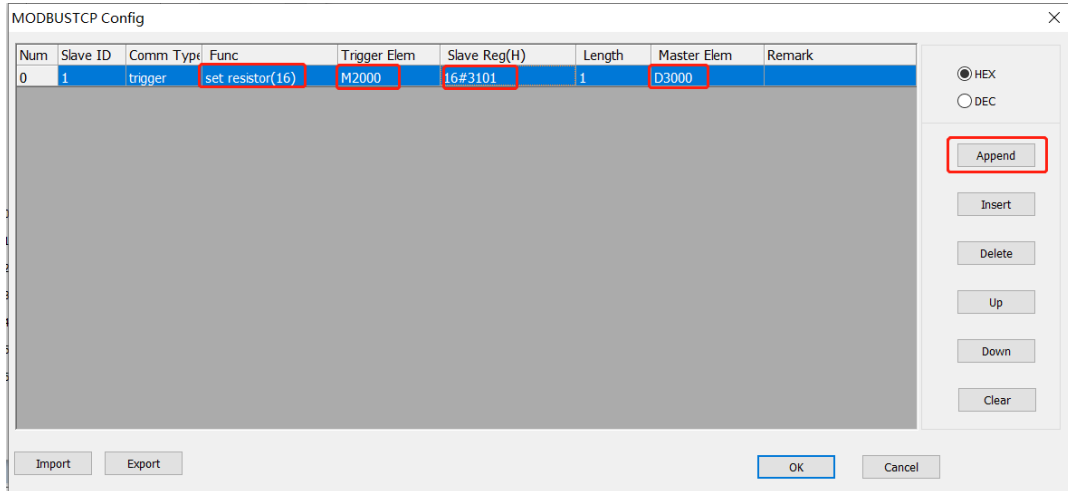 MODBUSTCP Config
Num Slave ID Comm Type Func Trigger Elem Slave Reg(H) Length Master Elem Remark
0 1 trigger set resistor(16) M2000 16#3101 1 D3000
HEX
DEC
Append
Insert
Delete
Up
Down
Clear
Import Export OK Cancel